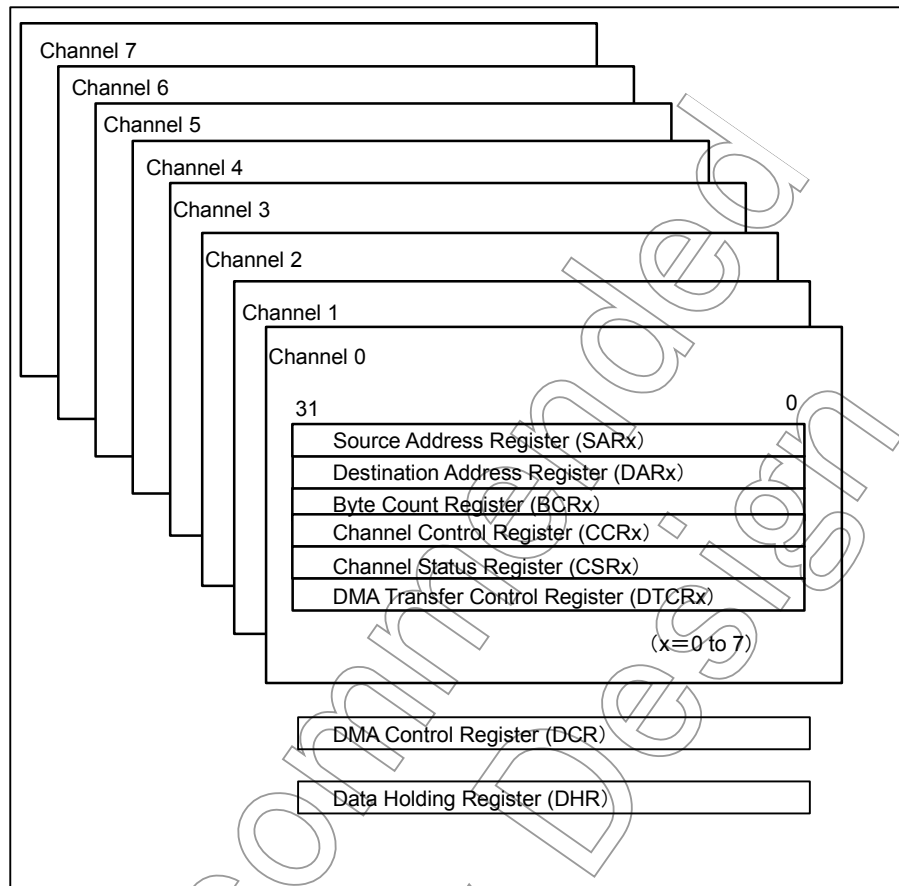 Channel 7
Channel 6
Channel 5
Channel 4
Channel 3
Channel 2
Channel 1
Channel 0
31 0
Source Address Register (SARx)
Destination Address Register (DARx)
Byte Count Register (BCRx)
Channel Control Register (CCRx)
Channel Status Register (CSRx)
DMA Transfer Control Register (DTCRx)
(x=0 to 7)
DMA Control Register (DCR)
Data Holding Register (DHR)
Design